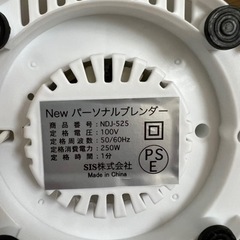 New パーソナルブレンダー
商品番号：NDJ-525
定格電圧：100V
定格周波数：50/60Hz
定格消費電力：250W
定格時間：1分
SIS株式会社
Made in China
PS
E